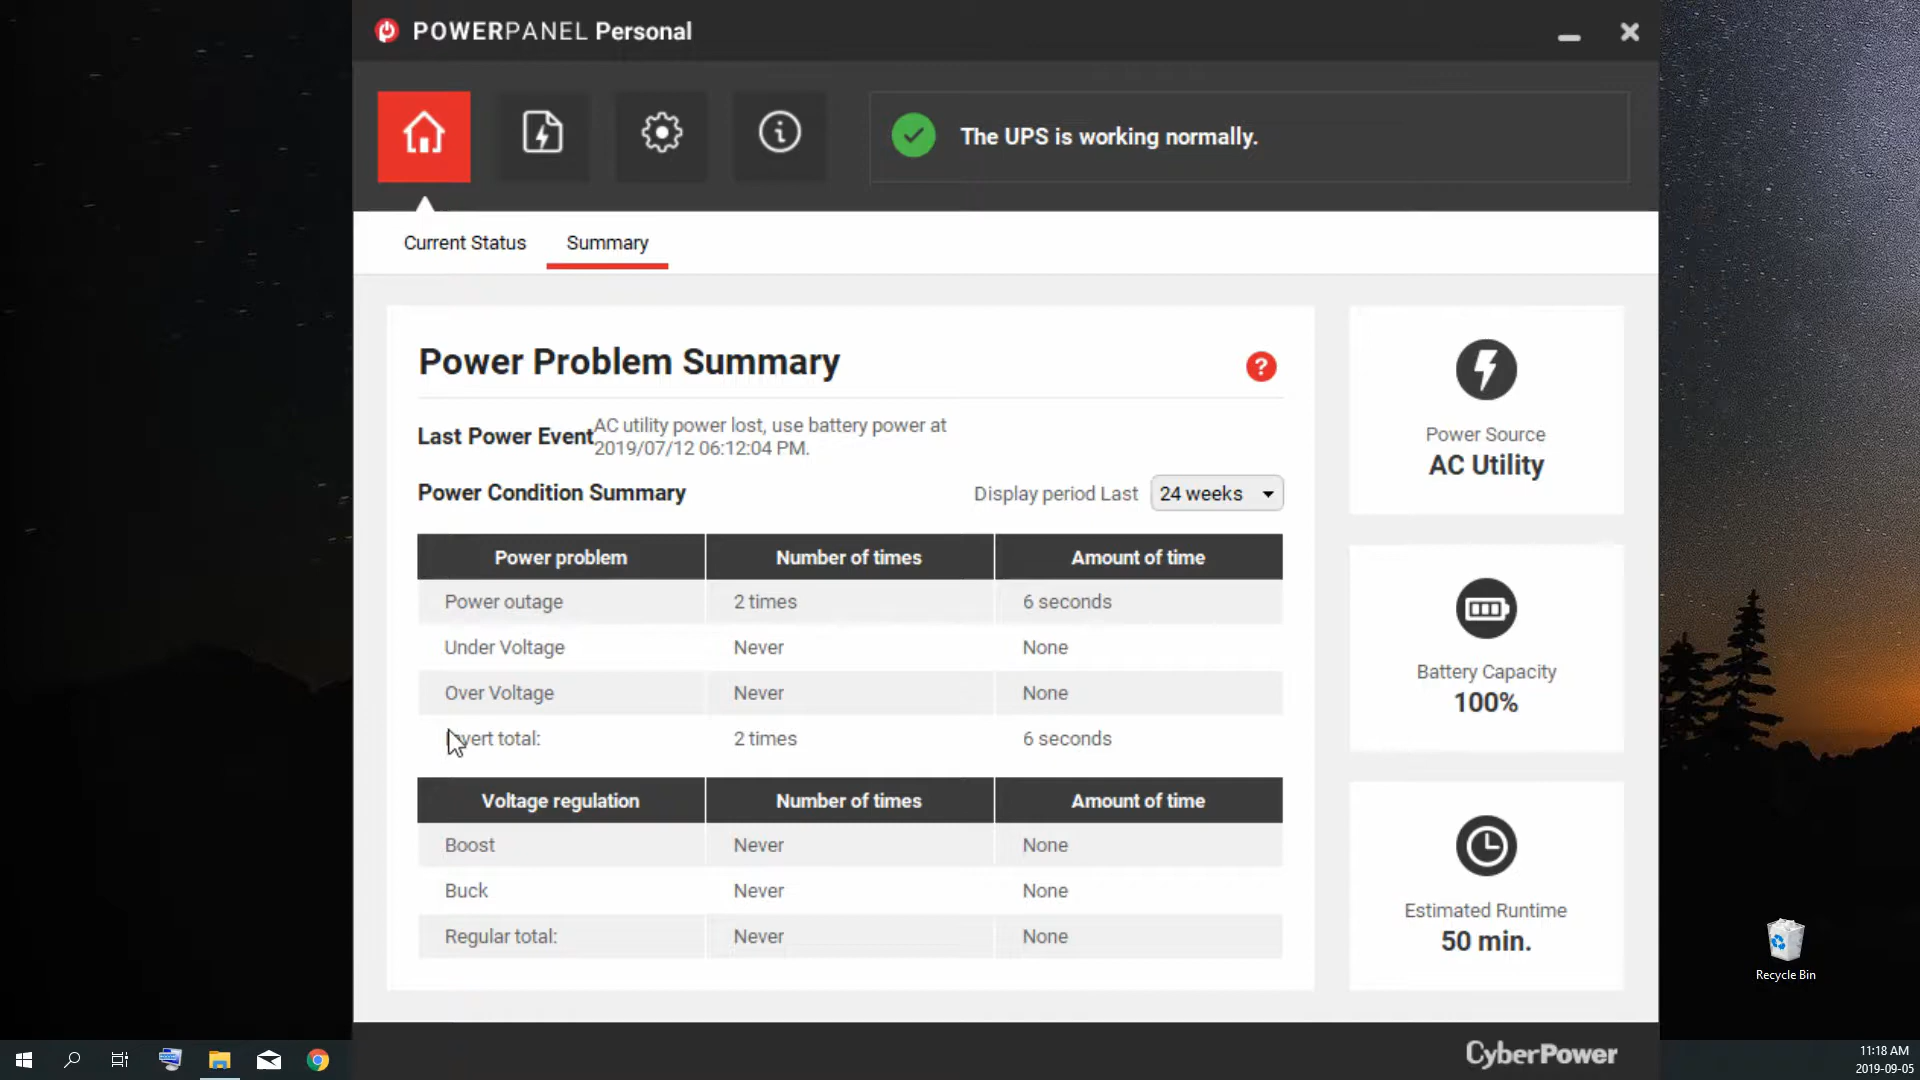 POWERPANEL Personal
The UPS is working normally.
Current Status
Summary
Power Problem Summary
?
Last Power Event
AC utility power lost, use battery power at
2019/07/12 06:12:04 PM.
Power Condition Summary
Display period Last
24 weeks
Power problem
Number of times
Amount of time
Power outage
2 times
6 seconds
Under Voltage
Never
None
Over Voltage
Never
None
vert total:
2 times
6 seconds
Voltage regulation
Number of times
Amount of time
Boost
Never
None
Buck
Never
None
Regular total:
Never
None
Power Source
AC Utility
Battery Capacity
100%
Estimated Runtime
50 min.
CyberPower
Recycle Bin
11:18 AM
2019-09-05